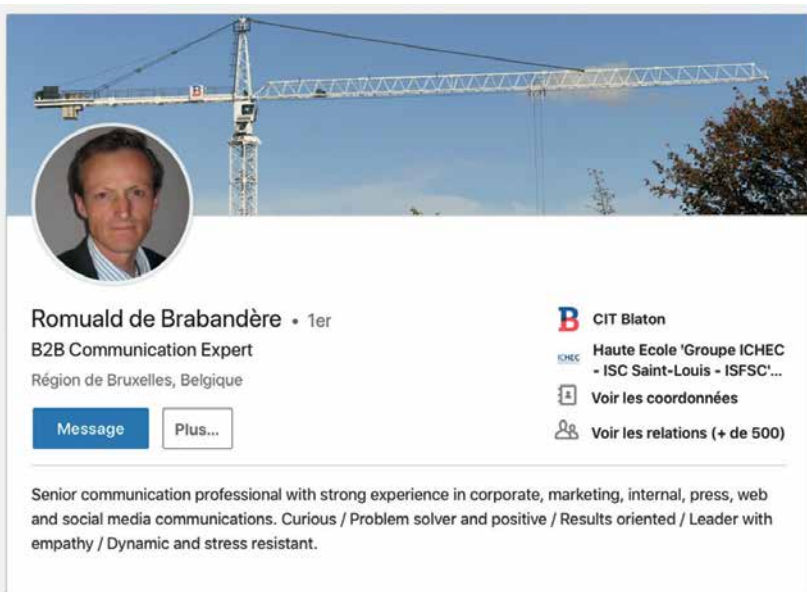 B
Romuald de Brabandère • 1er
B2B Communication Expert
Région de Bruxelles, Belgique
Message
Plus...
B
CIT Blaton
ICHEC
Haute Ecole 'Groupe ICHEC
- ISC Saint-Louis - ISFSC'...
Voir les coordonnées
Voir les relations (+ de 500)
Senior communication professional with strong experience in corporate, marketing, internal, press, web
and social media communications. Curious / Problem solver and positive / Results oriented / Leader with
empathy / Dynamic and stress resistant.